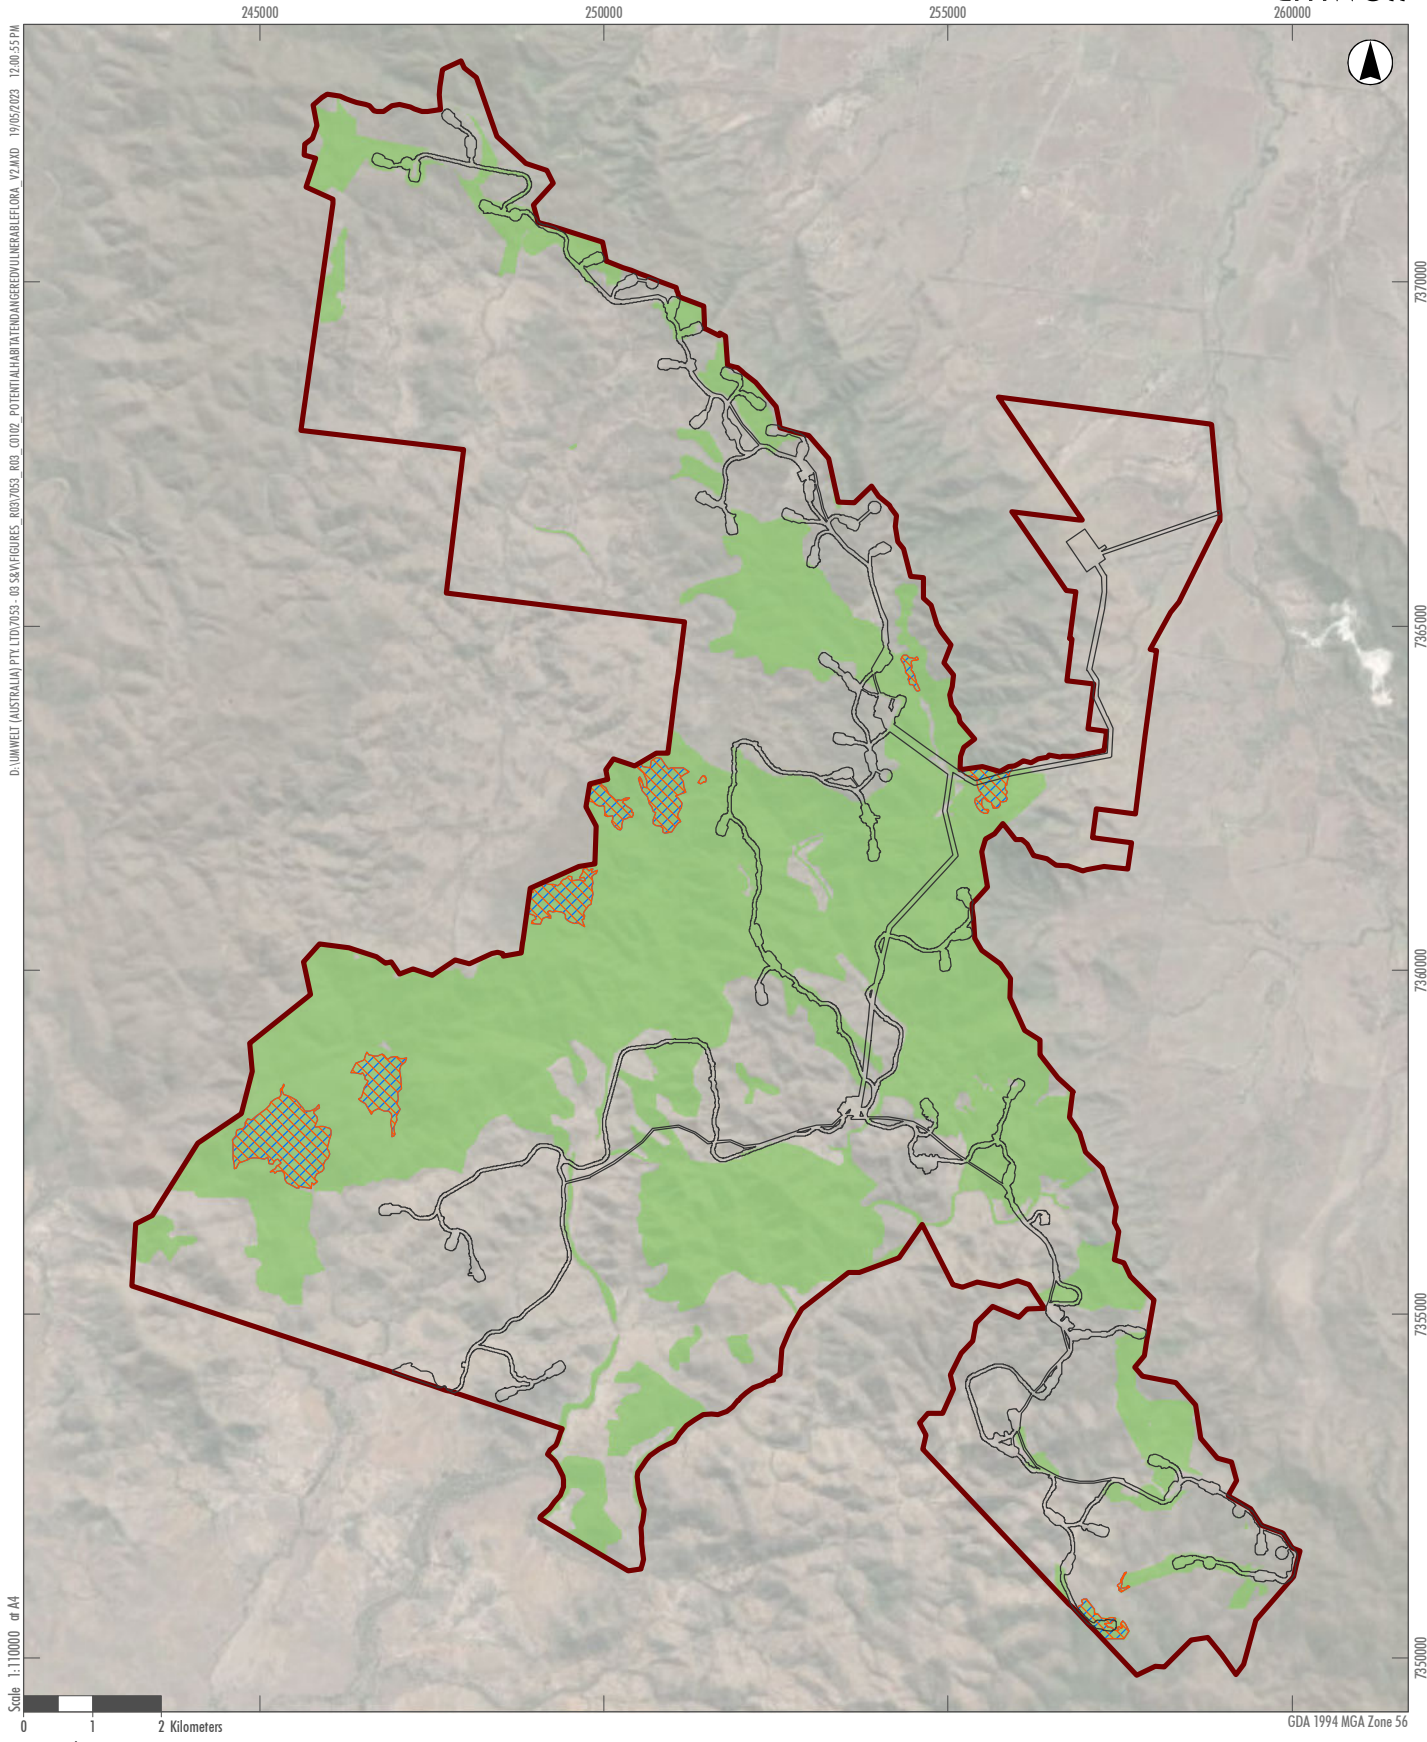 245000
250000
255000
260000
D:\UMWELT (AUSTRALIA) PTY. LTD\7053 - 03 S&V\FIGURES_R03\7053_R03_C0102_POTENTIALHABITATENDANGEREDVULNERABLEFLORA_V2.MXD 19/05/2023 12:00:55 PM
7370000
7365000
7360000
7355000
7350000
Scale 1:110000 at A4
0 1 2 Kilometers
GDA 1994 MGA Zone 56